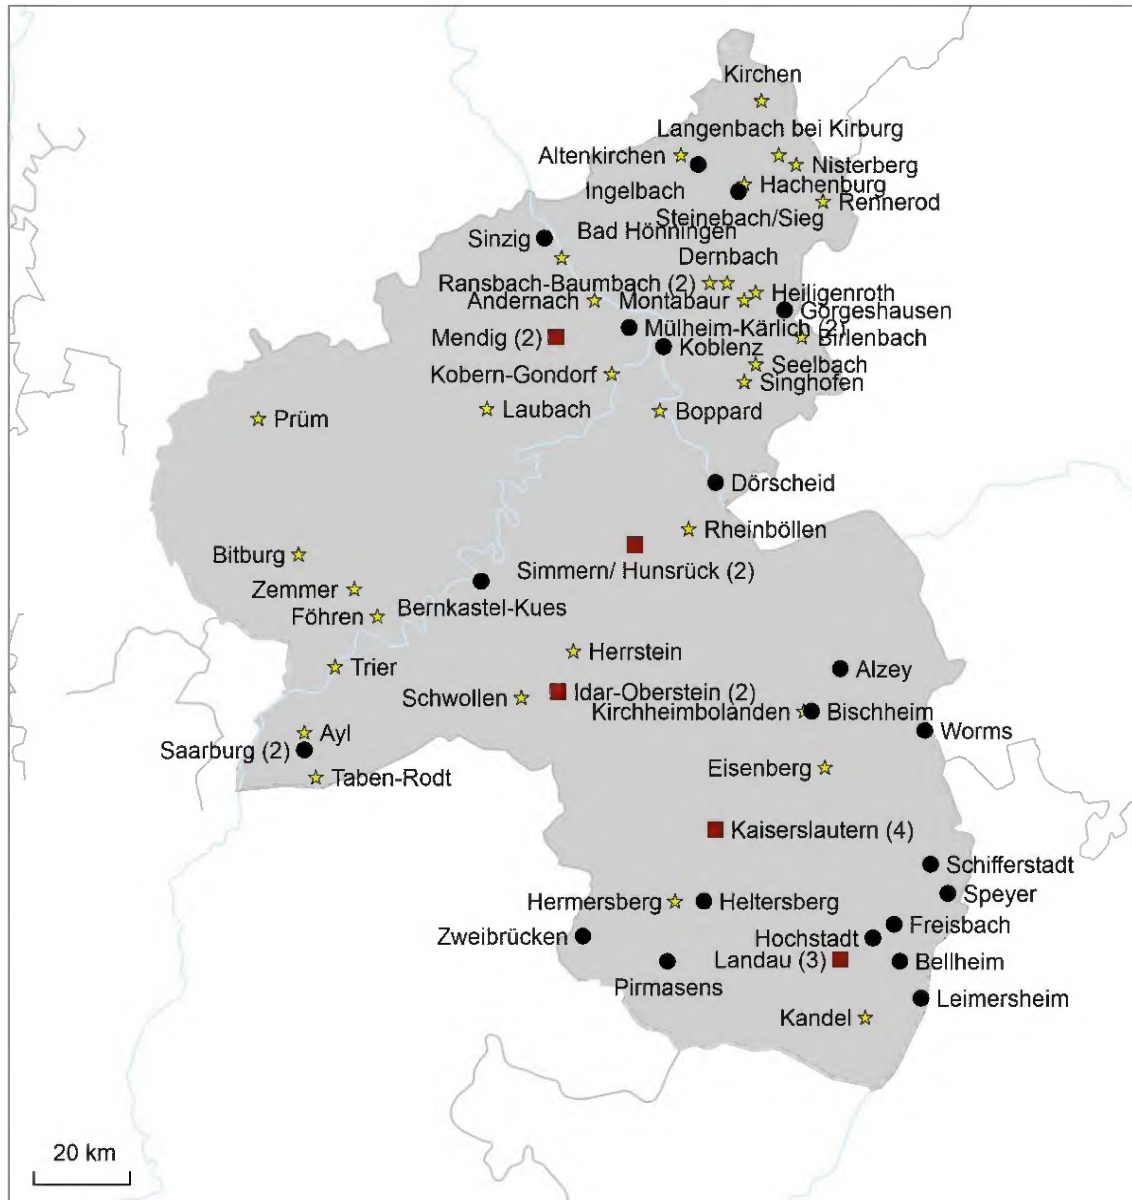 Kirchen
Langenbach bei Kirburg
Altenkirchen
Nisterberg
Ingelbach
Hachenburg
Rennerod
Steinebach/Sieg
Bad Hönningen
Sinzig
Dernbach
Ransbach-Baumbach (2)
Heiligenroth
Andernach
Montabaur
Görgeshausen
Mülheim-Kärlich (2)
Birlenbach
Mendig (2)
Koblenz
Seelbach
Kobern-Gondorf
Singhofen
Laubach
Boppard
Prüm
Dörscheid
Rheinböllen
Bitburg
Simmern/ Hunsrück (2)
Zemmer
Bernkastel-Kues
Föhren
Herrstein
Trier
Alzey
Schwollen
Idar-Oberstein (2)
Kirchheimbolanden
Bischheim
Worms
Ayl
Saarburg (2)
Eisenberg
Taben-Rodt
Kaiserslautern (4)
Schifferstadt
Speyer
Hermersberg
Heltersberg
Freisbach
Zweibrücken
Hochstadt
Landau (3)
Bellheim
Pirmasens
Leimersheim
Kandel
20 km